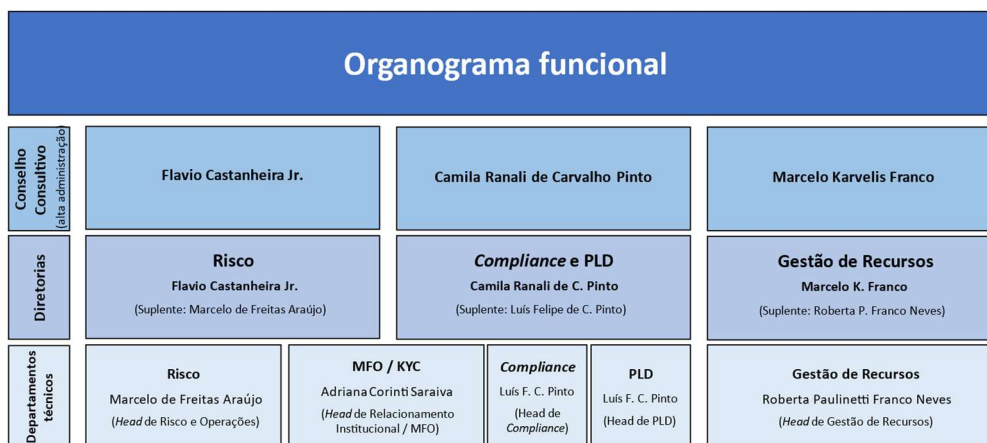 Organograma funcional
Conselho
Consultivo
(alta administração)
Flavio Castanheira Jr.
Camila Ranali de Carvalho Pinto
Marcelo Karvelis Franco
Diretorias
Risco
Flavio Castanheira Jr.
(Suplente: Marcelo de Freitas Araújo)
Compliance e PLD
Camila Ranali de C. Pinto
(Suplente: Luís Felipe de C. Pinto)
Gestão de Recursos
Marcelo K. Franco
(Suplente: Roberta P. Franco Neves)
Departamentos
técnicos
Risco
Marcelo de Freitas Araújo
(Head de Risco e Operações)
MFO / KYC
Adriana Corinti Saraiva
(Head de Relacionamento
Institucional / MFO)
Compliance
Luís F. C. Pinto
(Head de
Compliance)
PLD
Luís F. C. Pinto
(Head de PLD)
Gestão de Recursos
Roberta Paulinetti Franco Neves
(Head de Gestão de Recursos)